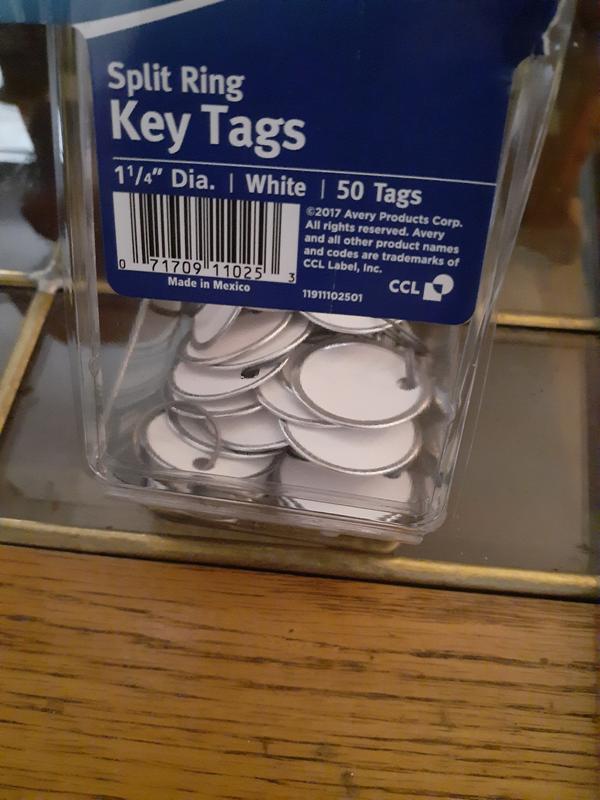 Split Ring
Key Tags
1 1/4" Dia. | White | 50 Tags
©2017 Avery Products Corp.
All rights reserved. Avery
and all other product names
and codes are trademarks of
CCL Label, Inc.
0 71709 11025 3
Made in Mexico
11911102501
CCL